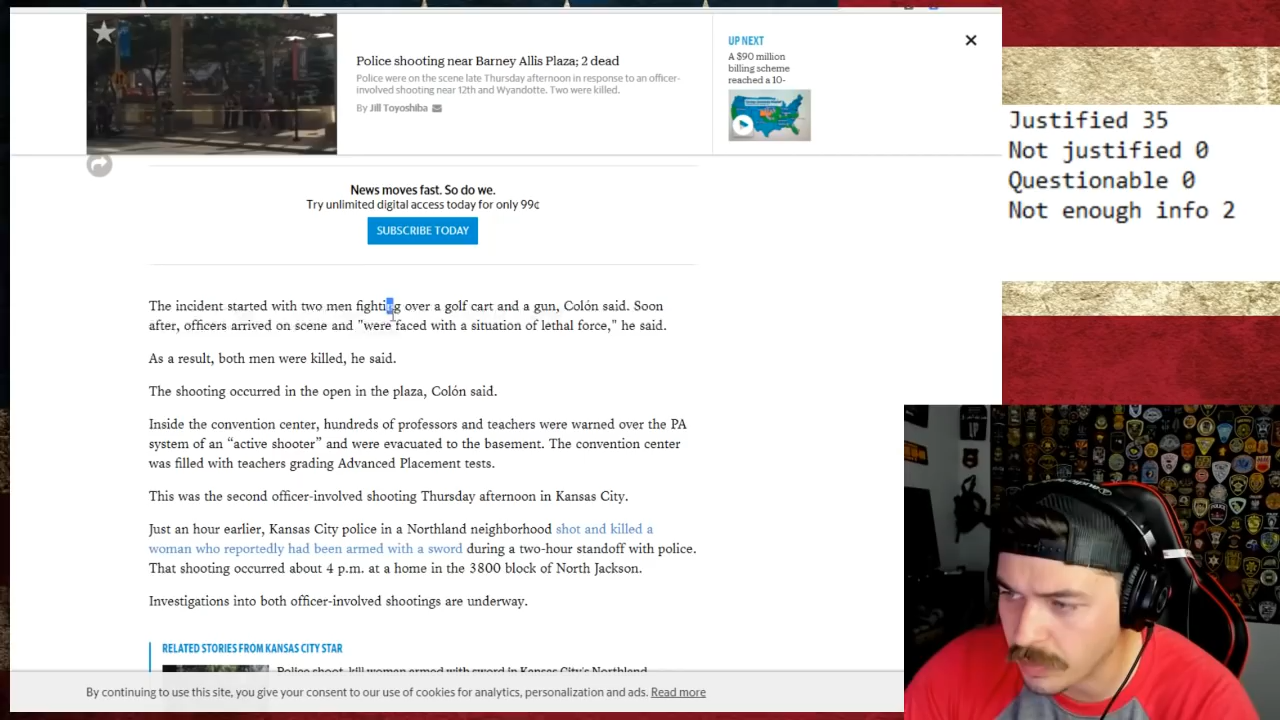 Police shooting near Barney Allis Plaza; 2 dead
Police were on the scene late Thursday afternoon in response to an officer-
involved shooting near 12th and Wyandotte. Two were killed.
By Jill Toyoshiba
UP NEXT
A $90 million
billing scheme
reached a 10-
News moves fast. So do we.
Try unlimited digital access today for only 99¢
SUBSCRIBE TODAY
The incident started with two men fighting over a golf cart and a gun, Colón said. Soon
after, officers arrived on scene and "were faced with a situation of lethal force," he said.
As a result, both men were killed, he said.
The shooting occurred in the open in the plaza, Colón said.
Inside the convention center, hundreds of professors and teachers were warned over the PA
system of an “active shooter” and were evacuated to the basement. The convention center
was filled with teachers grading Advanced Placement tests.
This was the second officer-involved shooting Thursday afternoon in Kansas City.
Just an hour earlier, Kansas City police in a Northland neighborhood shot and killed a
woman who reportedly had been armed with a sword during a two-hour standoff with police.
That shooting occurred about 4 p.m. at a home in the 3800 block of North Jackson.
Investigations into both officer-involved shootings are underway.
RELATED STORIES FROM KANSAS CITY STAR
Police shoot, kill woman armed with sword in Kansas City's Northland
By continuing to use this site, you give your consent to our use of cookies for analytics, personalization and ads. Read more
Justified 35
Not justified 0
Questionable 0
Not enough info 2